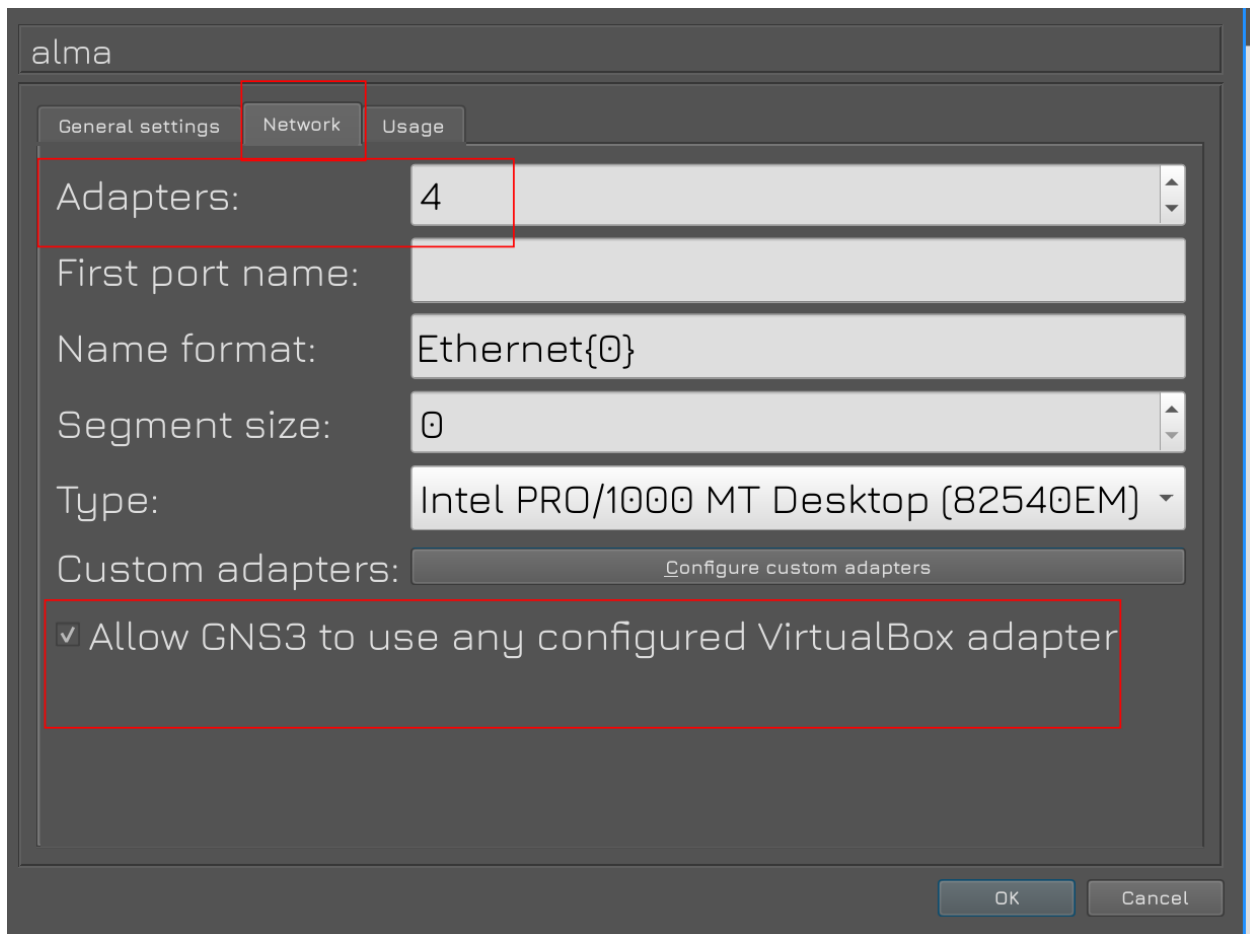 alma
General settings Network Usage
Adapters: 4
First port name:
Name format: Ethernet{0}
Segment size: 0
Type: Intel PRO/1000 MT Desktop (82540EM)
Custom adapters: Configure custom adapters
Allow GNS3 to use any configured VirtualBox adapter
OK Cancel